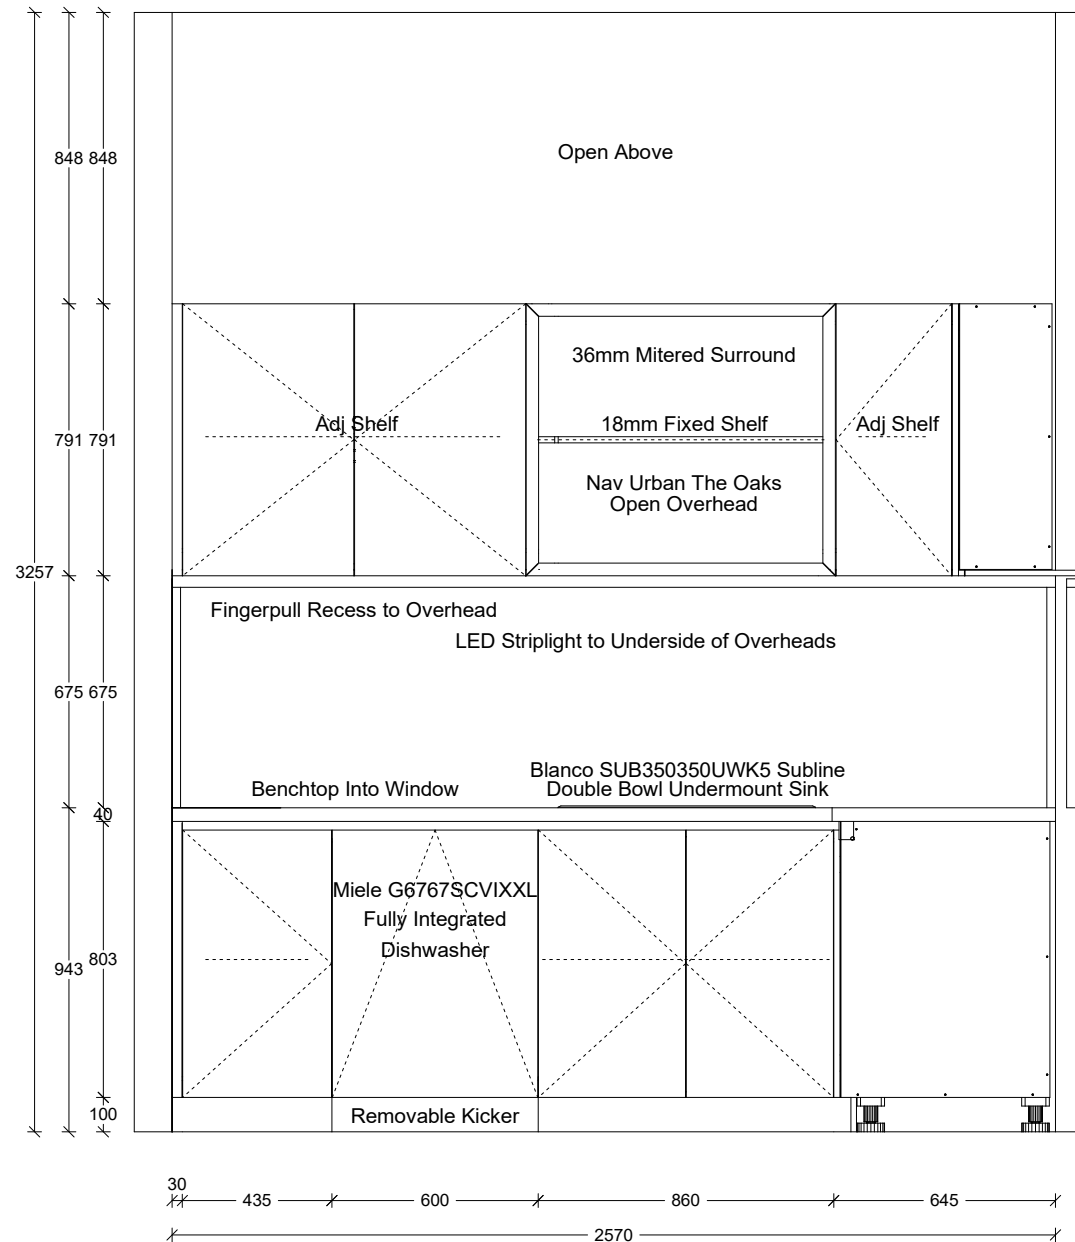 Open Above
848 848
36mm Mitered Surround
Adj Shelf
18mm Fixed Shelf
Adj Shelf
791 791
Nav Urban The Oaks
Open Overhead
3257
Fingerpull Recess to Overhead
LED Striplight to Underside of Overheads
675 675
Blanco SUB350350UWK5 Subline
Benchtop Into Window
Double Bowl Undermount Sink
40
Miele G6767SCVIXXL
Fully Integrated
Dishwasher
943 803
100
Removable Kicker
30
435
600
860
645
2570